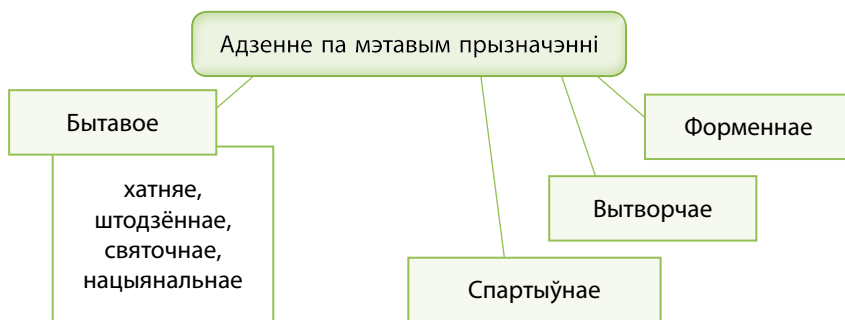 Адзенне па мэтавым прызначэнні
Бытавое
хатняе,
штодзённае,
святочнае,
нацыянальнае
Спартыўнае
Вытворчае
Форменнае